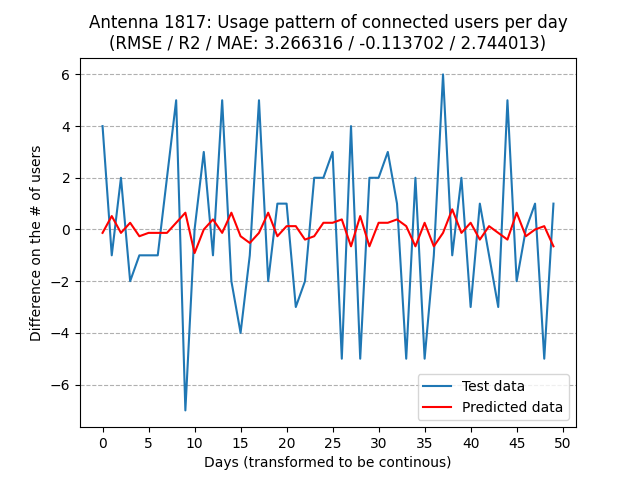 Antenna 1817: Usage pattern of connected users per day
(RMSE / R2 / MAE: 3.266316 / -0.113702 / 2.744013)
6
4
2
0
−2
−4
−6
Difference on the # of users
Test data
Predicted data
0 5 10 15 20 25 30 35 40 45 50
Days (transformed to be continous)